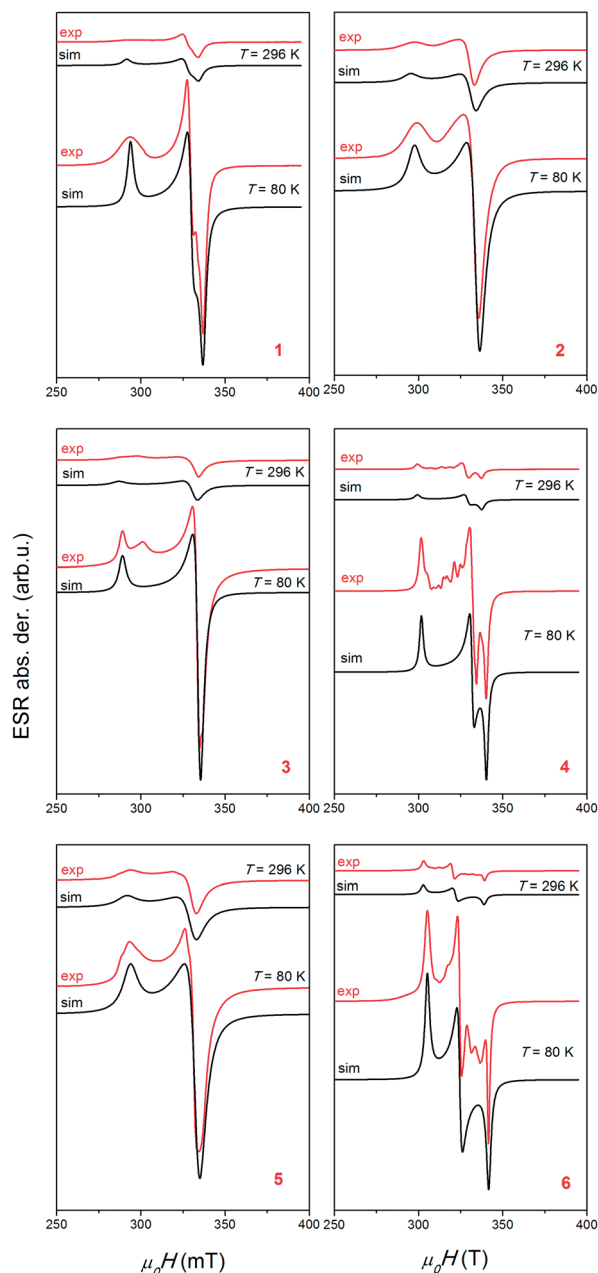 exp
sim
T = 296 K
exp
sim
T = 80 K
1
250
300
350
400
exp
sim
T = 296 K
exp
sim
T = 80 K
2
250
300
350
400
exp
sim
T = 296 K
exp
sim
T = 80 K
3
250
300
350
400
exp
sim
T = 296 K
exp
sim
T = 80 K
4
250
300
350
400
ESR abs. der. (arb.u.)
exp
sim
T = 296 K
exp
sim
T = 80 K
5
250
300
350
400
μ₀H (mT)
exp
sim
T = 296 K
exp
sim
T = 80 K
6
250
300
350
400
μ₀H (T)